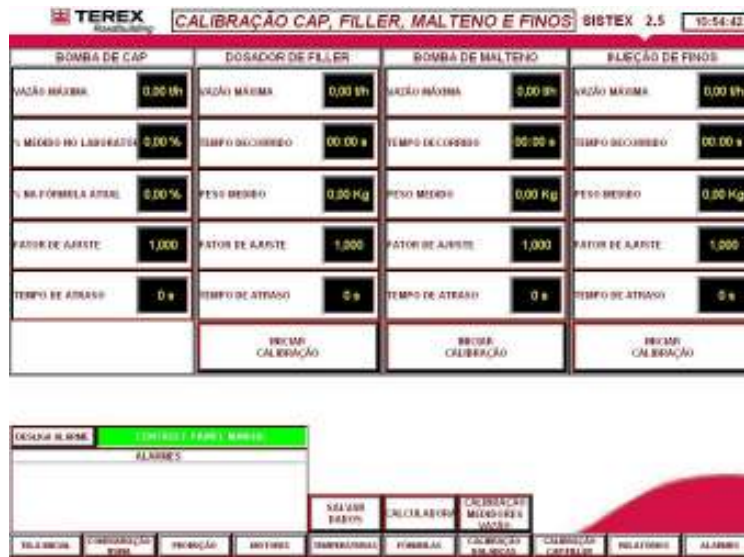 TEREX
Roadbuilding
CALIBRAÇÃO CAP, FILLER, MALTENO E FINOS
SISTEX 2.5
10:54:42
BOMBA DE CAP
DOSADOR DE FILLER
BOMBA DE MALTENO
INJEÇÃO DE FINOS
VAZÃO MÁXIMA 0,00 t/h
VAZÃO MÁXIMA 0,00 t/h
VAZÃO MÁXIMA 0,00 t/h
VAZÃO MÁXIMA 0,00 t/h
% MEDIDO NO LABORATÓR 0,00 %
TEMPO DECORRIDO 00:00 s
TEMPO DECORRIDO 00:00 s
TEMPO DECORRIDO 00:00 s
% NA FÓRMULA ATUAL 0,00 %
PESO MEDIDO 0,00 Kg
PESO MEDIDO 0,00 Kg
PESO MEDIDO 0,00 Kg
FATOR DE AJUSTE 1,000
FATOR DE AJUSTE 1,000
FATOR DE AJUSTE 1,000
FATOR DE AJUSTE 1,000
TEMPO DE ATRASO 0 s
TEMPO DE ATRASO 0 s
TEMPO DE ATRASO 0 s
TEMPO DE ATRASO 0 s
INICIAR
CALIBRAÇÃO
INICIAR
CALIBRAÇÃO
INICIAR
CALIBRAÇÃO
DESLIGA ALARME
PAINEL MANUAL
ALARMES
SALVAR
DADOS
CALCULADORA
CALIBRAÇÃO
MEDIDORES
VAZÃO
TELA INICIAL
CONFIGURAÇÃO
USINA
PRODUÇÃO
MOTORES
TEMPERATURAS
FÓRMULAS
CALIBRAÇÃO
BALANÇAS
CALIBRAÇÃO
CAP/FILLER
RELATÓRIOS
ALARMES